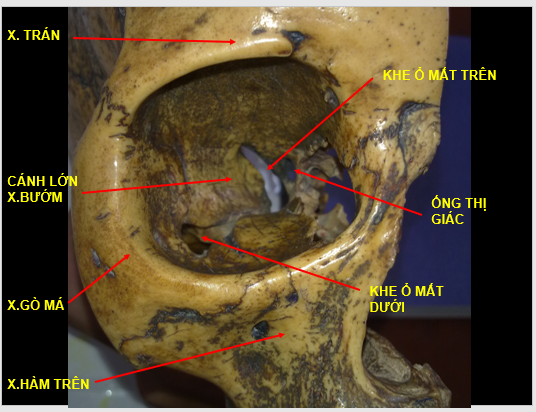 X. TRÁN
KHE Ổ MẮT TRÊN
CÁNH LỚN
X.BƯỚM
ỐNG THỊ
GIÁC
X.GÒ MÁ
KHE Ổ MẮT
DƯỚI
X.HÀM TRÊN